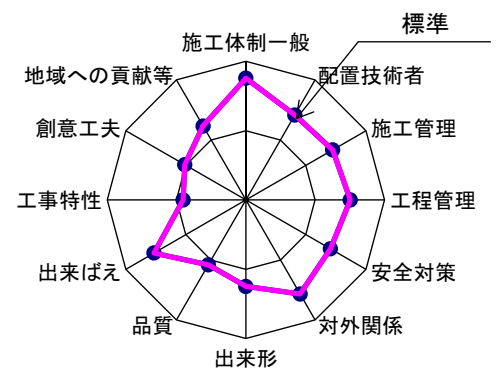 標準
施工体制一般
地域への貢献等
配置技術者
創意工夫
施工管理
工事特性
工程管理
出来ばえ
安全対策
品質
対外関係
出来形